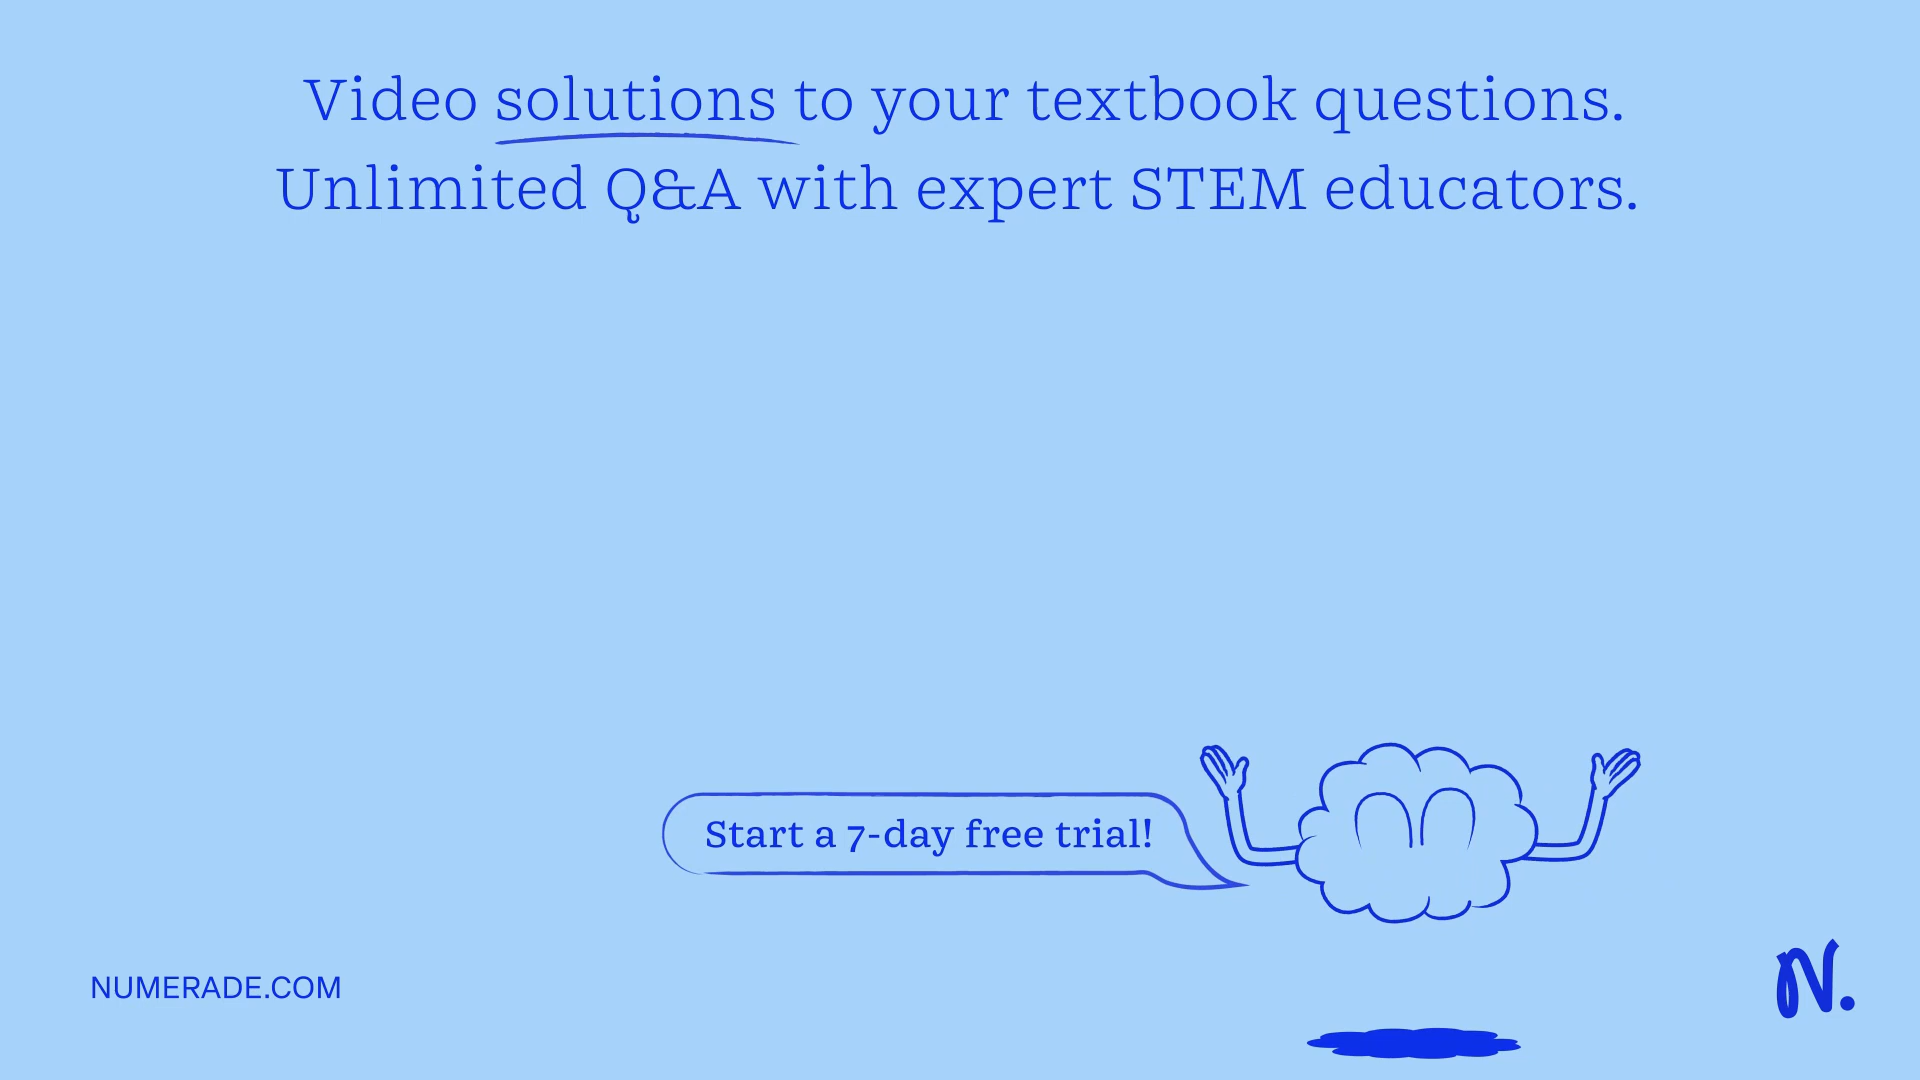 Video solutions to your textbook questions.
Unlimited Q&A with expert STEM educators.
Start a 7-day free trial!
NUMERADE.COM
N.